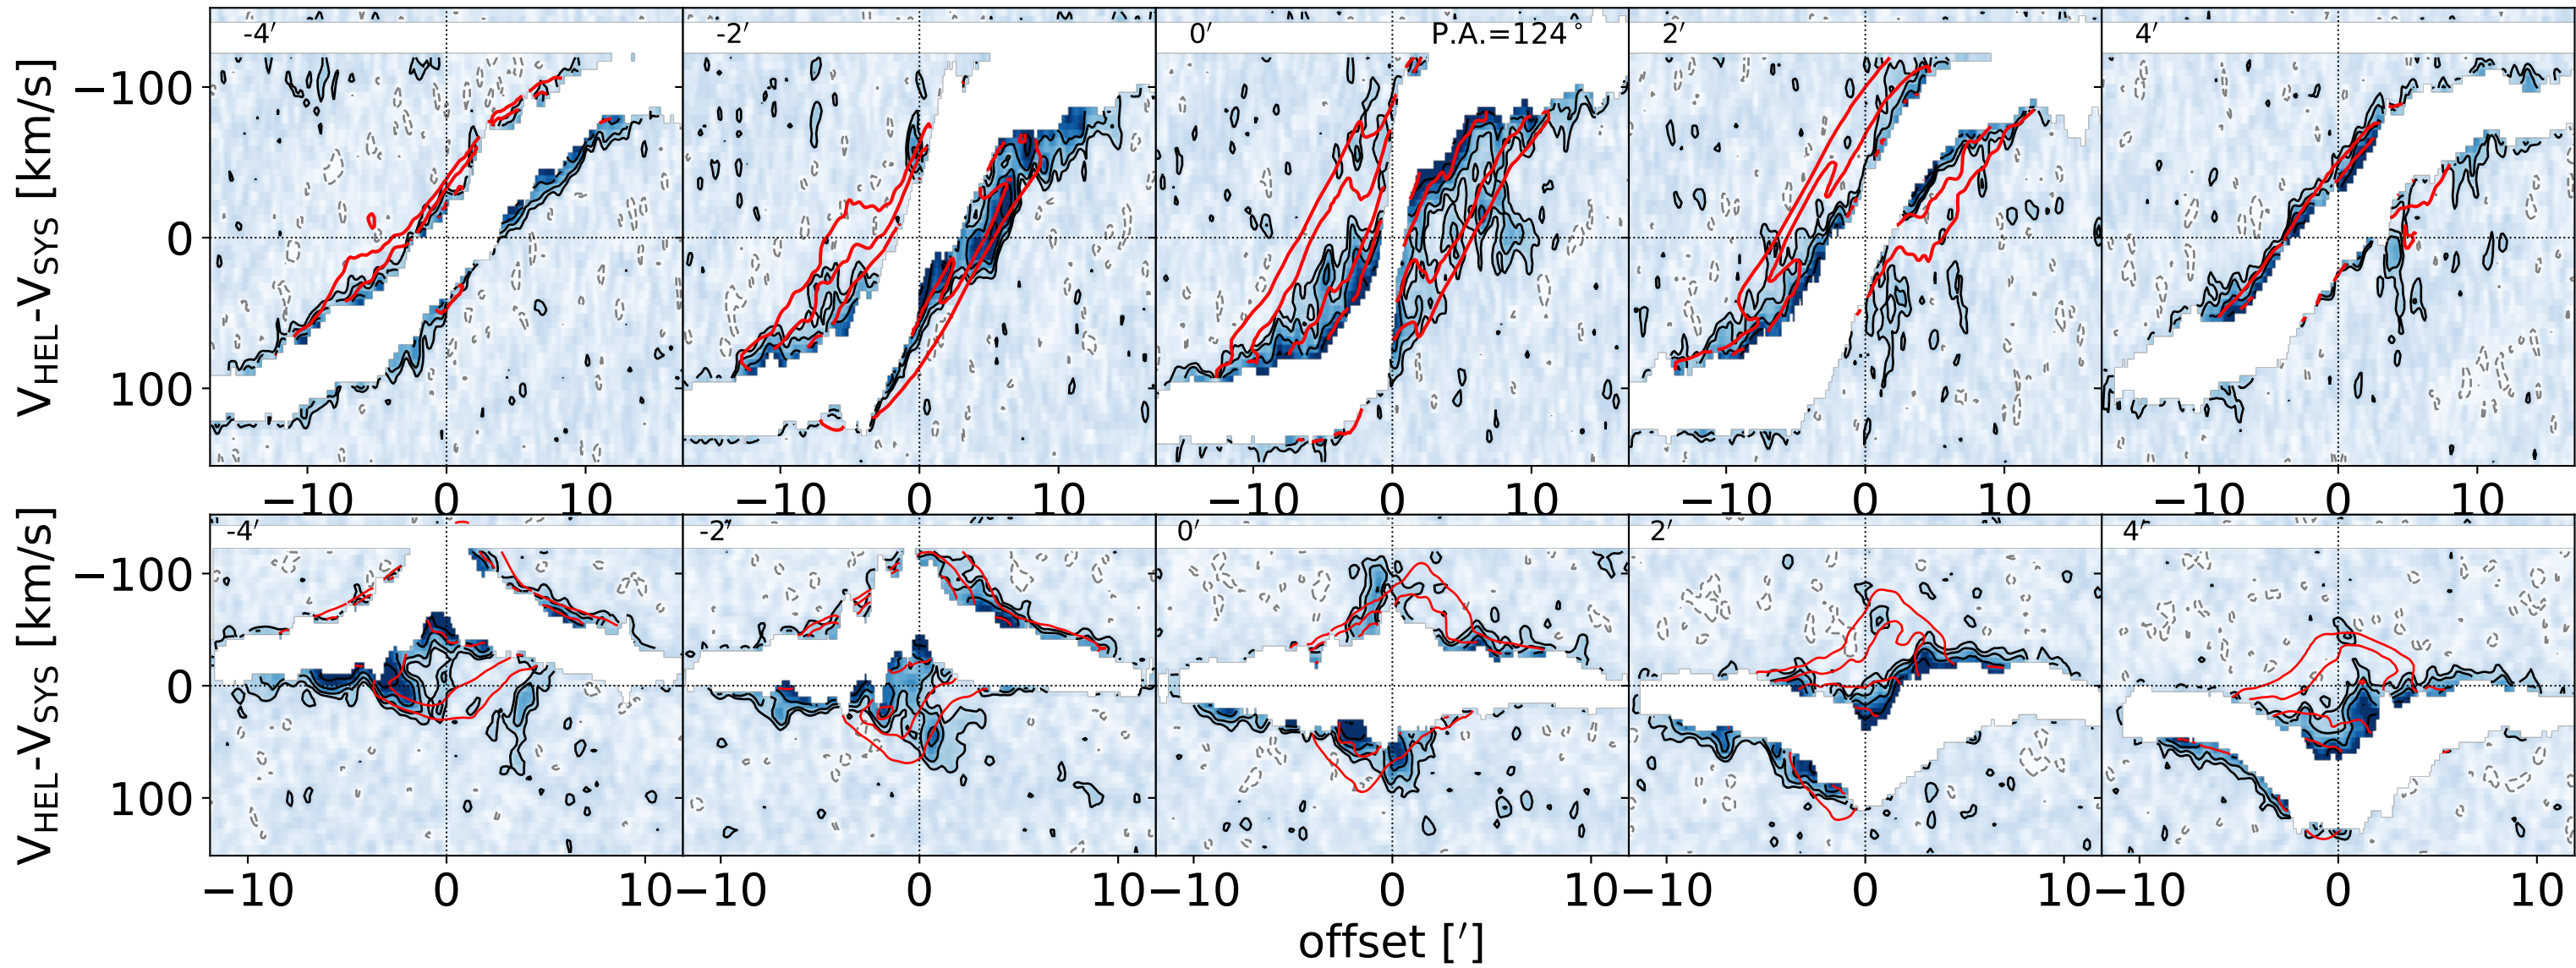 -4′ -2′ 0′ P.A.=124° 2′ 4′
V_HEL-V_SYS [km/s]
−100
0
100
−10 0 10 −10 0 10 −10 0 10 −10 0 10 −10 0 10
-4′ -2′ 0′ 2′ 4′
V_HEL-V_SYS [km/s]
−100
0
100
−10 0 10 −10 0 10 −10 0 10 −10 0 10 −10 0 10
offset [′]